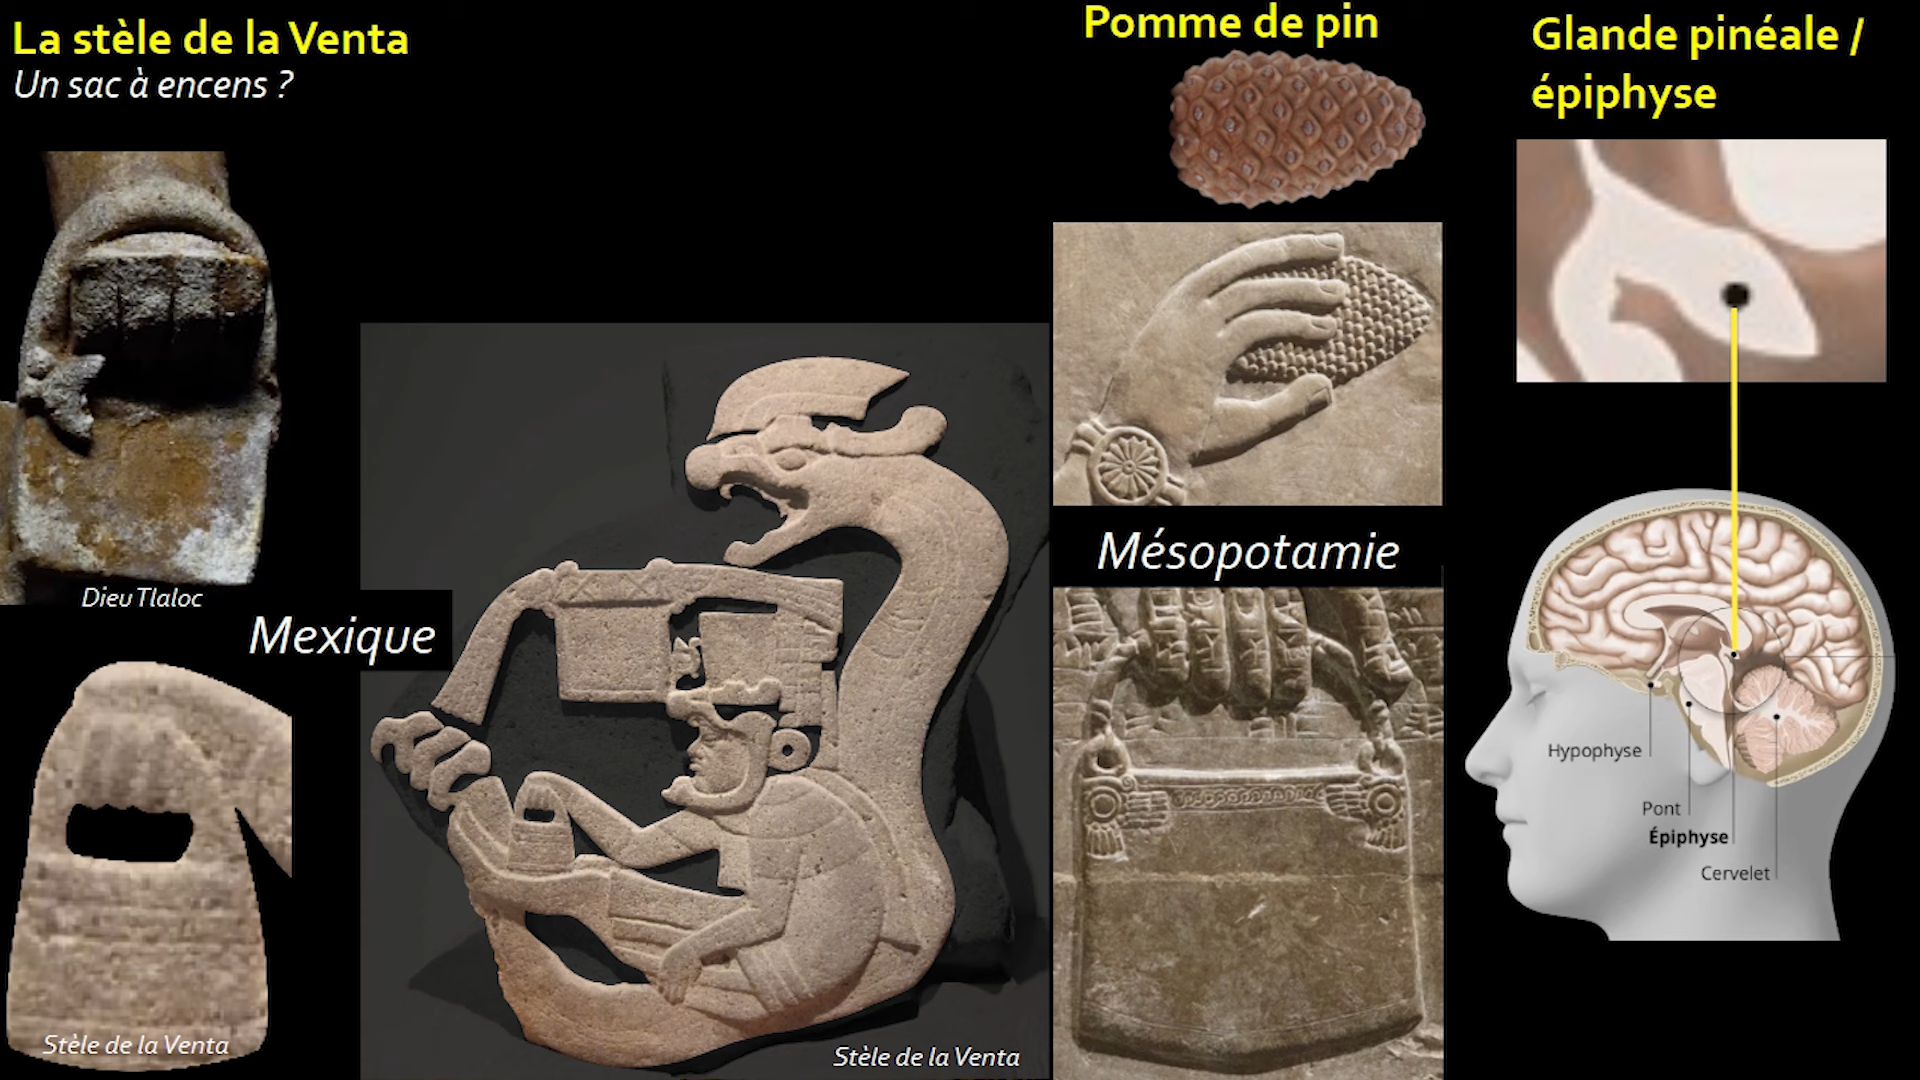 La stèle de la Venta
Un sac à encens ?
Dieu Tlaloc
Mexique
Stèle de la Venta
Stèle de la Venta
Pomme de pin
Mésopotamie
Glande pinéale /
épiphyse
Hypophyse
Pont
Épiphyse
Cervelet